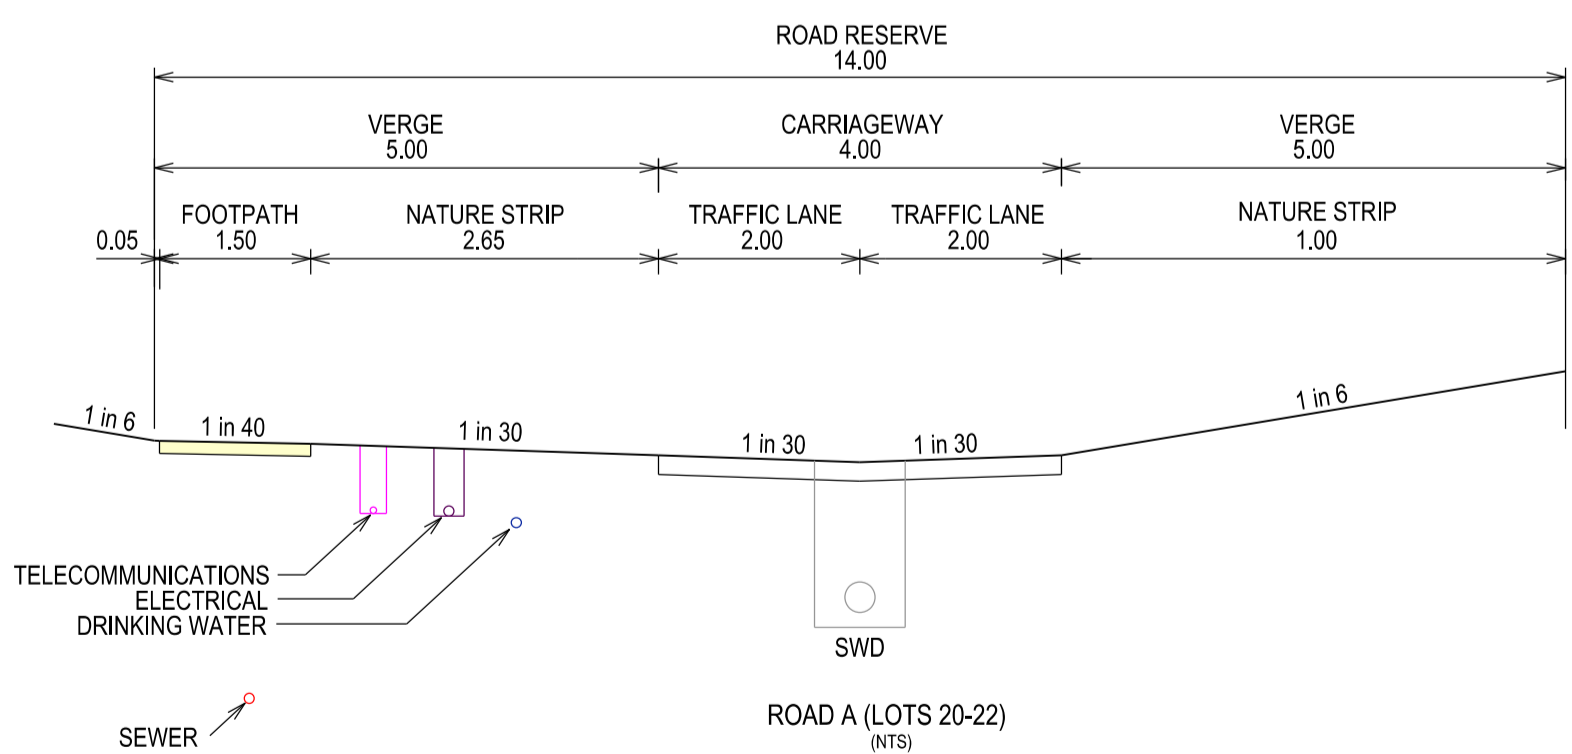 ROAD RESERVE
14.00
VERGE
5.00
CARRIAGEWAY
4.00
VERGE
5.00
0.05
FOOTPATH
1.50
NATURE STRIP
2.65
TRAFFIC LANE
2.00
TRAFFIC LANE
2.00
NATURE STRIP
1.00
1 in 6
1 in 40
1 in 30
1 in 30
1 in 30
1 in 6
TELECOMMUNICATIONS
ELECTRICAL
DRINKING WATER
SWD
SEWER
ROAD A (LOTS 20-22)
(NTS)